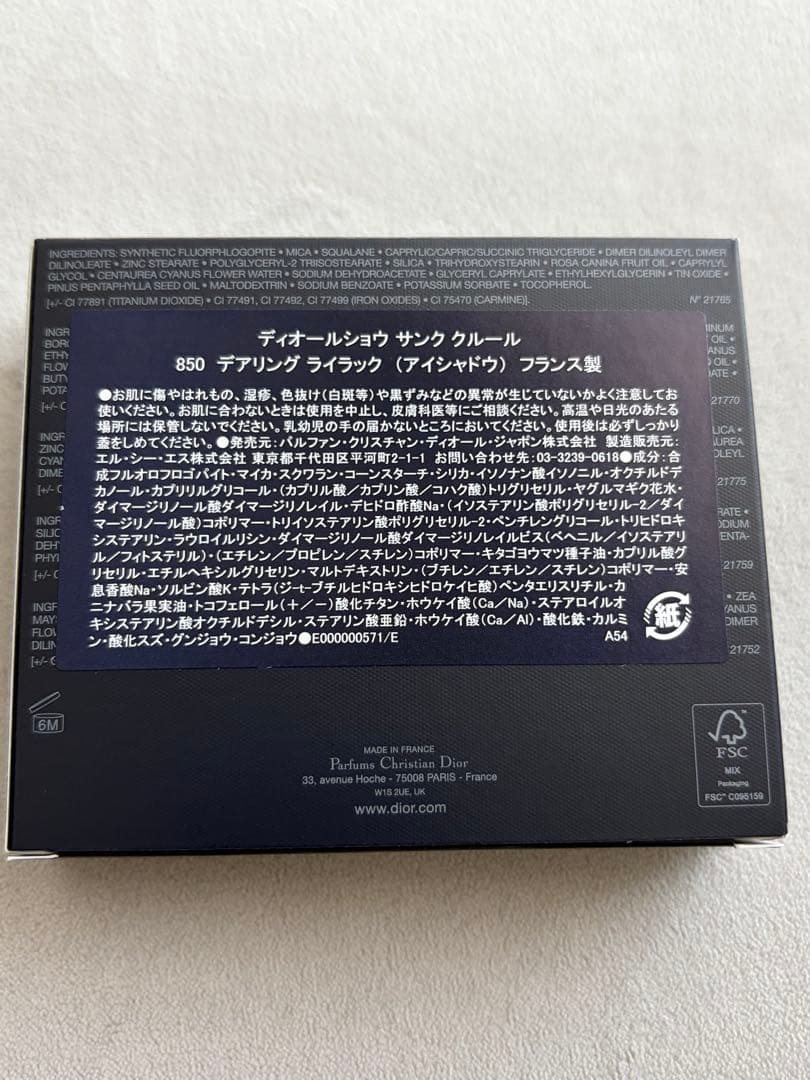 INGREDIENTS: SYNTHETIC FLUORPHLOGOPITE • MICA • SQUALANE • CAPRYLIC/CAPRIC/SUCCINIC TRIGLYCERIDE • DIMER DILINOLEYL DIMER
DILINOLEATE • ZINC STEARATE • POLYGLYCERYL-2 TRIISOSTEARATE • SILICA • TRIHYDROXYSTEARIN • ROSA CANINA FRUIT OIL • CAPRYLYL
GLYCOL • CENTAUREA CYANUS FLOWER WATER • SODIUM DEHYDROACETATE • GLYCERYL CAPRYLATE • ETHYLHEXYLGLYCERIN • TIN OXIDE •
PINUS PENTAPHYLLA SEED OIL • MALTODEXTRIN • SODIUM BENZOATE • POTASSIUM SORBATE • TOCOPHEROL.
[+/- CI 77891 (TITANIUM DIOXIDE) • CI 77491, CI 77492, CI 77499 (IRON OXIDES) • CI 75470 (CARMINE)]. N° 21765
ディオールショウ サンク クルール
850 デアリング ライラック (アイシャドウ) フランス製
●お肌に傷やはれもの、湿疹、色抜け(白斑等)や黒ずみなどの異常が生じていないかよく注意してお
使いください。お肌に合わないときは使用を中止し、皮膚科医等にご相談ください。高温や日光のあたる
場所には保管しないでください。乳幼児の手の届かないところにおいてください。使用後は必ずしっかり
蓋をしめてください。●発売元:パルファン・クリスチャン・ディオール・ジャポン株式会社 製造販売元:
エル・シー・エス株式会社 東京都千代田区平河町2-1-1 お問い合わせ先:03-3239-0618●成分:合
成フルオロフロゴパイト・マイカ・スクワラン・コーンスターチ・シリカ・イソノナン酸イソノニル・オクチルドデ
カノール・カプリリルグリコール・(カプリル酸/カプリン酸/コハク酸)トリグリセリル・ヤグルマギク花水・
ダイマージリノール酸ダイマージリノレイル・デヒドロ酢酸Na・(イソステアリン酸ポリグリセリル-2/ダイ
マージリノール酸)コポリマー・トリイソステアリン酸ポリグリセリル-2・ペンチレングリコール・トリヒドロキ
システアリン・ラウロイルリシン・ダイマージリノール酸ダイマージリノレイルビス(ベヘニル/イソステアリ
ル/フィトステリル)・(エチレン/プロピレン/スチレン)コポリマー・キタゴヨウマツ種子油・カプリル酸グ
リセリル・エチルヘキシルグリセリン・マルトデキストリン・(ブチレン/エチレン/スチレン)コポリマー・安
息香酸Na・ソルビン酸K・テトラ(ジ-t-ブチルヒドロキシヒドロケイヒ酸)ペンタエリスリチル・カ
ニナバラ果実油・トコフェロール(+/−)酸化チタン・ホウケイ酸(Ca/Na)・ステアロイルオ
キシステアリン酸オクチルドデシル・ステアリン酸亜鉛・ホウケイ酸(Ca/Al)・酸化鉄・カルミ
ン・酸化スズ・グンジョウ・コンジョウ●E000000571/E A54
紙
21770
21775
21759
21752
6M
MADE IN FRANCE
Parfums Christian Dior
33, avenue Hoche - 75008 PARIS - France
W1S 2UE, UK
www.dior.com
FSC
MIX
Packaging
FSC™ C095159